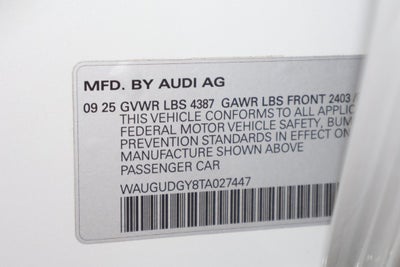 MFD. BY AUDI AG
09 25 GVWR LBS 4387 GAWR LBS FRONT 2403
THIS VEHICLE CONFORMS TO ALL APPLIC
FEDERAL MOTOR VEHICLE SAFETY, BUM
PREVENTION STANDARDS IN EFFECT ON
MANUFACTURE SHOWN ABOVE
PASSENGER CAR
WAUGUDGY8TA027447